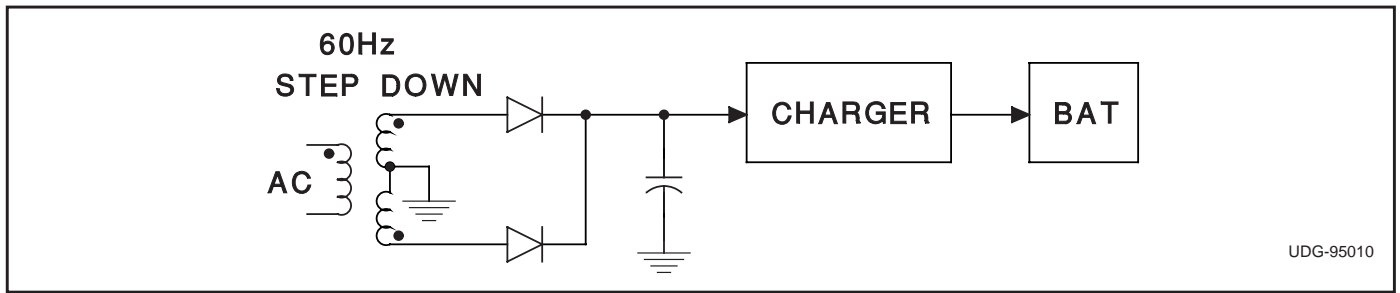 60Hz
STEP DOWN
AC
CHARGER
BAT
UDG-95010